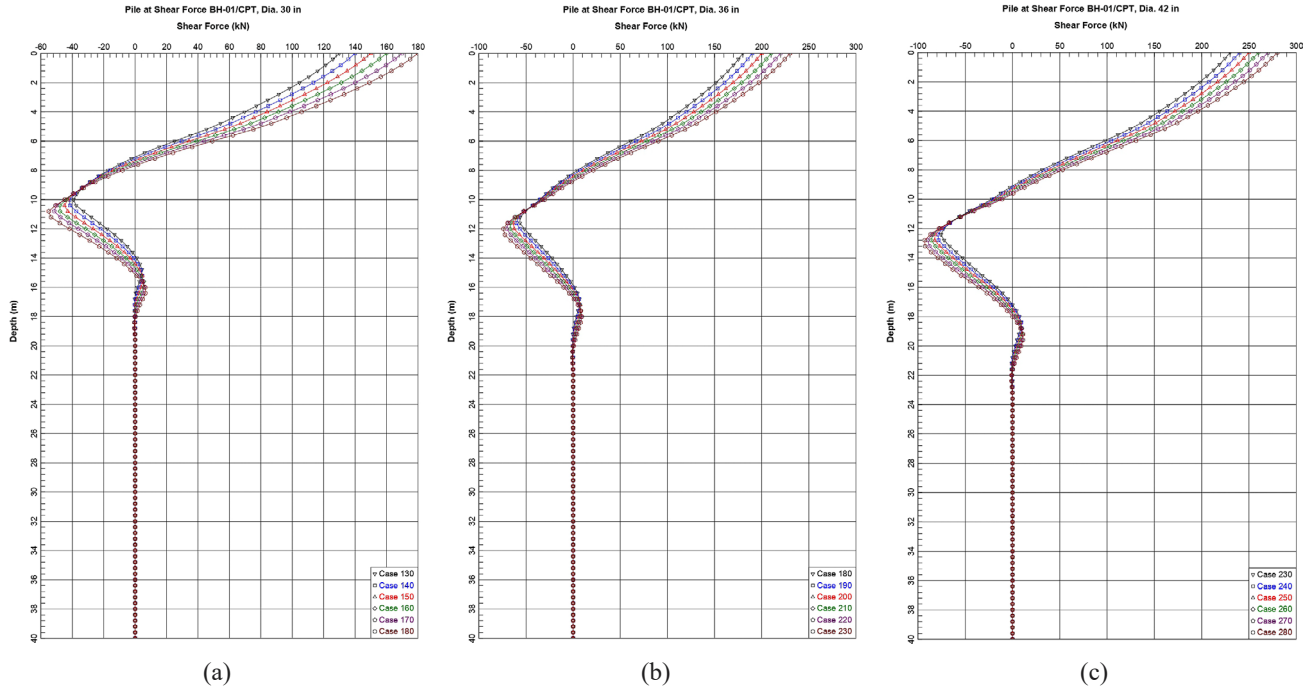 Pile at Shear Force BH-01/CPT, Dia. 30 in
Shear Force (kN)
-60 -40 -20 0 20 40 60 80 100 120 140 160 180
Depth (m)
0
2
4
6
8
10
12
14
16
18
20
22
24
26
28
30
32
34
36
38
40
Case 130
Case 140
Case 150
Case 160
Case 170
Case 180
(a)
Pile at Shear Force BH-01/CPT, Dia. 36 in
Shear Force (kN)
-100 -50 0 50 100 150 200 250 300
Depth (m)
0
2
4
6
8
10
12
14
16
18
20
22
24
26
28
30
32
34
36
38
40
Case 180
Case 190
Case 200
Case 210
Case 220
Case 230
(b)
Pile at Shear Force BH-01/CPT, Dia. 42 in
Shear Force (kN)
-100 -50 0 50 100 150 200 250 300
Depth (m)
0
2
4
6
8
10
12
14
16
18
20
22
24
26
28
30
32
34
36
38
40
Case 230
Case 240
Case 250
Case 260
Case 270
Case 280
(c)